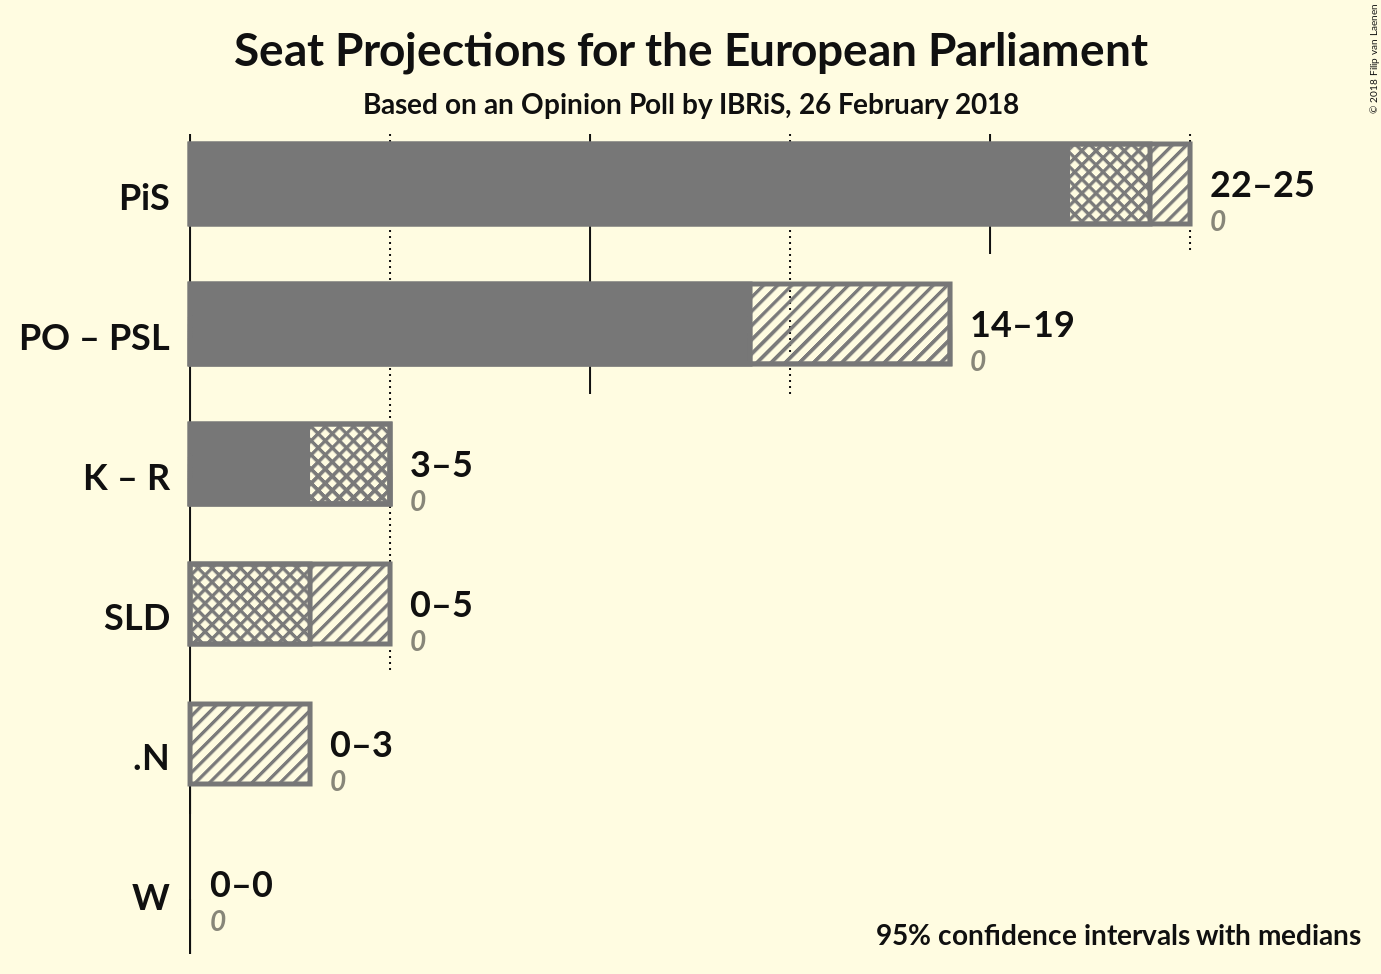 Seat Projections for the European Parliament
Based on an Opinion Poll by IBRiS, 26 February 2018
© 2018 Filip van Laenen
PiS
22–25
0
PO – PSL
14–19
0
K – R
3–5
0
SLD
0–5
0
.N
0–3
0
W
0–0
0
95% confidence intervals with medians